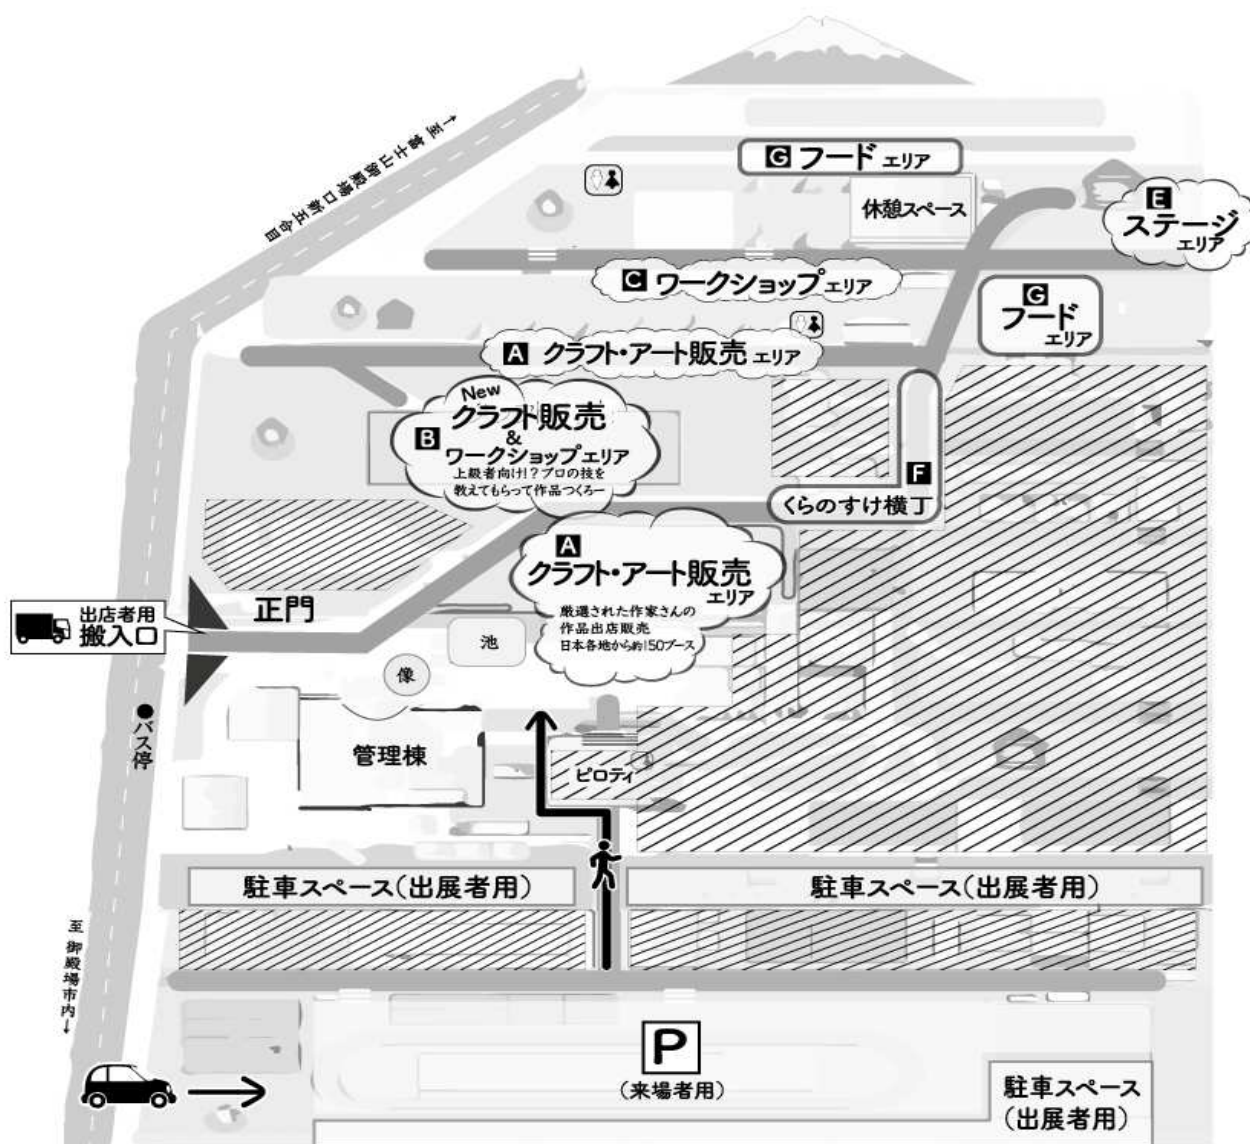 ↑至富士山御殿場口新五合目
G フード エリア
休憩スペース
E
ステージ
エリア
C ワークショップ エリア
G
フード
エリア
A クラフト・アート販売 エリア
New
クラフト販売
&
B ワークショップエリア
上級者向け!?プロの技を
教えてもらって作品つくろー
F
くらのすけ横丁
A
クラフト・アート販売
エリア
厳選された作家さんの
作品出店販売
日本各地から約150ブース
正門
出店者用
搬入口
池
像
バス停
管理棟
ピロティ
駐車スペース(出展者用)
駐車スペース(出展者用)
至 御殿場市内→
P
(来場者用)
駐車スペース
(出展者用)